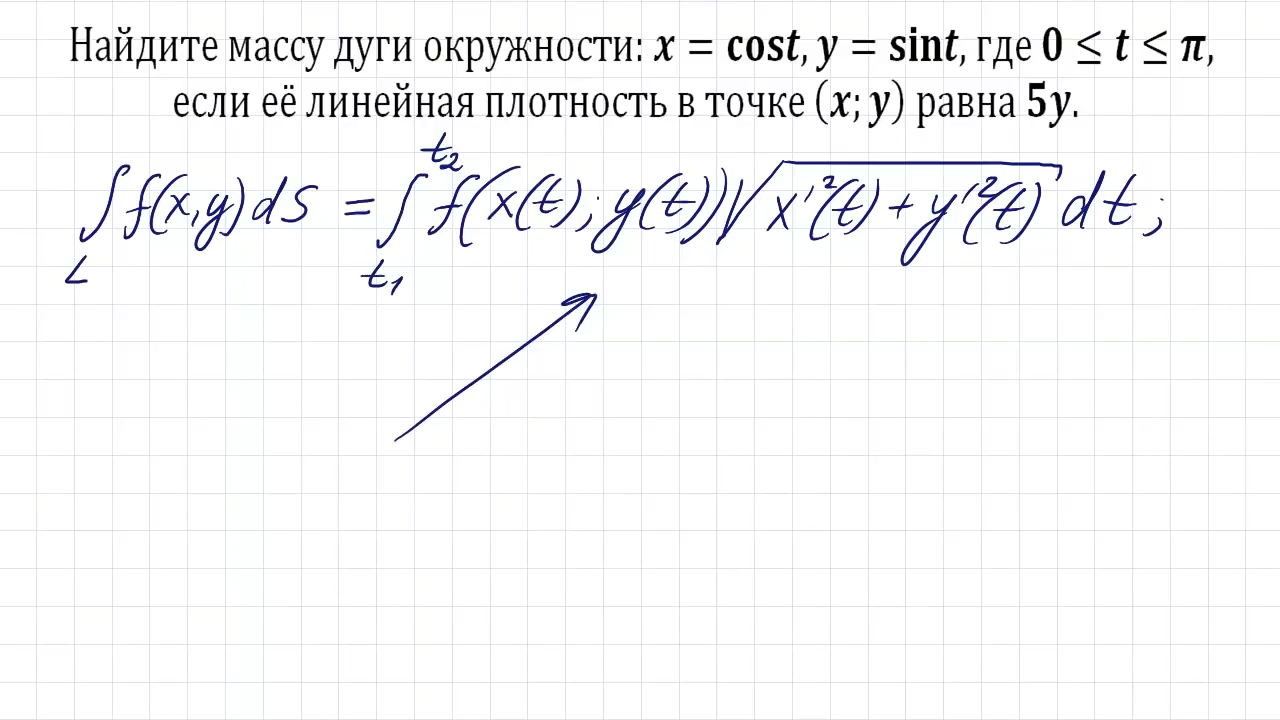 Найдите массу дуги окружности: x = cost, y = sint, где 0 ≤ t ≤ π,
если её линейная плотность в точке (x; y) равна 5y.
∫_L f(x,y)dS = ∫_{t₁}^{t₂} f(x(t); y(t))√(x'²(t) + y'²(t)) dt;